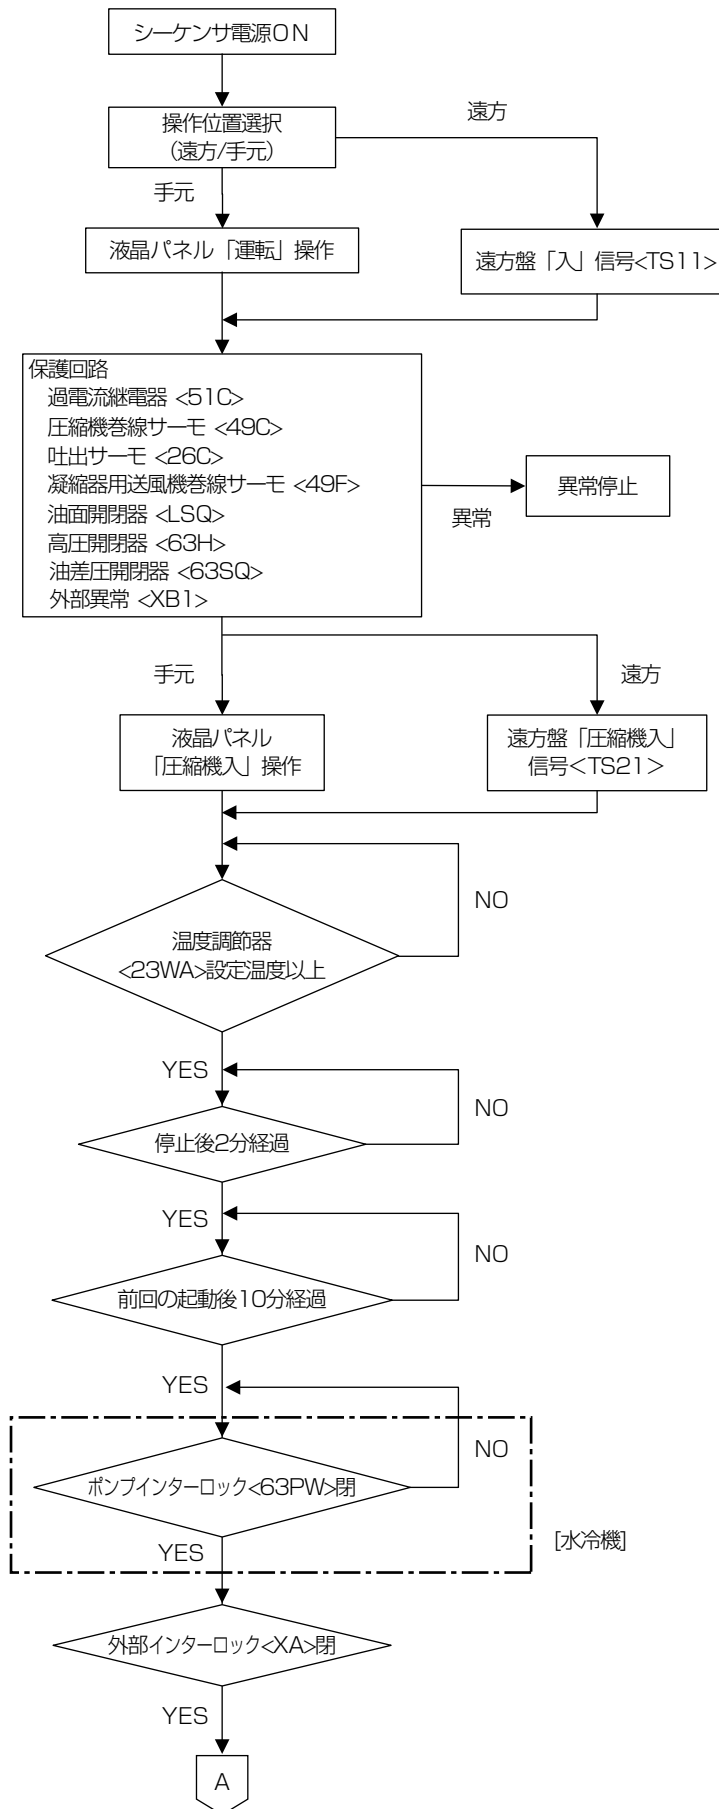 シーケンサ電源ON
操作位置選択
(遠方/手元)
遠方
手元
液晶パネル「運転」操作
遠方盤「入」信号<TS11>
保護回路
過電流継電器 <51C>
圧縮機巻線サーモ <49C>
吐出サーモ <26C>
凝縮器用送風機巻線サーモ <49F>
油面開閉器 <LSQ>
高圧開閉器 <63H>
油差圧開閉器 <63SQ>
外部異常 <XB1>
異常
異常停止
手元
遠方
液晶パネル
「圧縮機入」操作
遠方盤「圧縮機入」
信号<TS21>
温度調節器
<23WA>設定温度以上
NO
YES
停止後2分経過
NO
YES
前回の起動後10分経過
NO
YES
ポンプインターロック<63PW>閉
NO
YES
[水冷機]
外部インターロック<XA>閉
YES
A